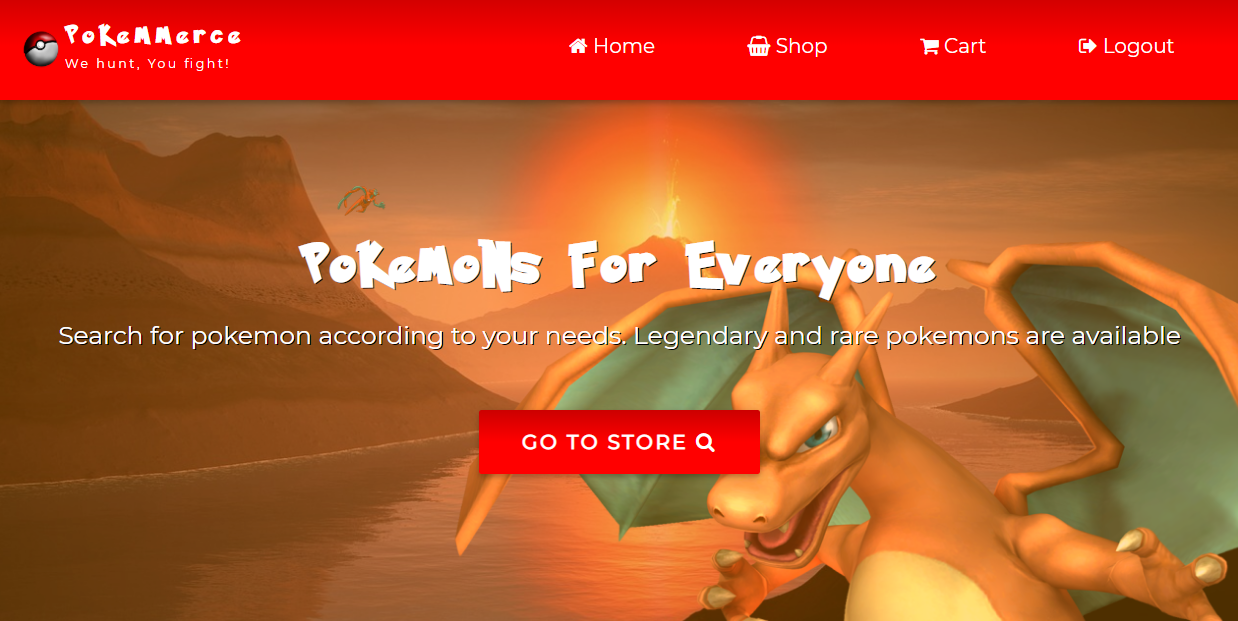 PoKeMMerce
We hunt, You fight!
Home
Shop
Cart
Logout
PoKeMoNs For Everyone
Search for pokemon according to your needs. Legendary and rare pokemons are available
GO TO STORE